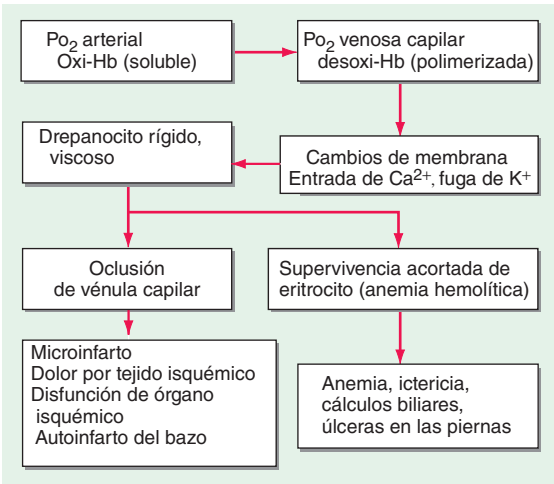 Po2 arterial
Oxi-Hb (soluble)
Po2 venosa capilar
desoxi-Hb (polimerizada)
Drepanocito rígido,
viscoso
Cambios de membrana
Entrada de Ca2+, fuga de K+
Oclusión
de vénula capilar
Supervivencia acortada de
eritrocito (anemia hemolítica)
Microinfarto
Dolor por tejido isquémico
Disfunción de órgano
isquémico
Autoinfarto del bazo
Anemia, ictericia,
cálculos biliares,
úlceras en las piernas